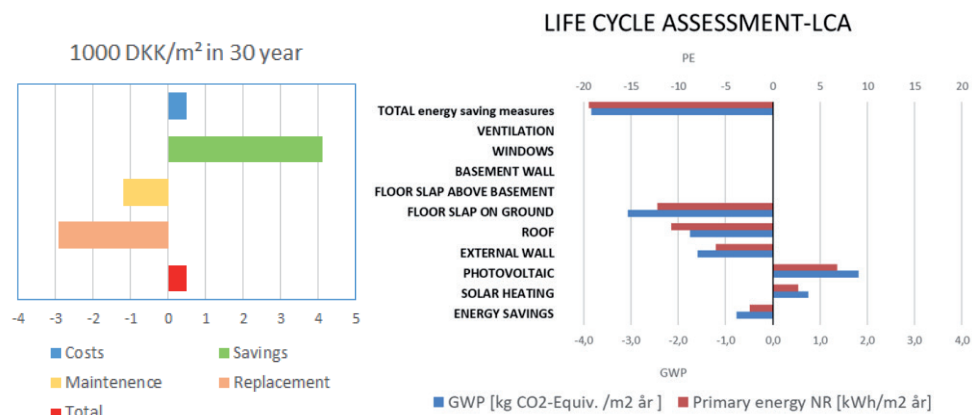 1000 DKK/m² in 30 year
-4 -3 -2 -1 0 1 2 3 4 5
Costs Savings
Maintenence Replacement
Total
LIFE CYCLE ASSESSMENT-LCA
PE
-20 -15 -10 -5 0 5 10 15 20
TOTAL energy saving measures
VENTILATION
WINDOWS
BASEMENT WALL
FLOOR SLAP ABOVE BASEMENT
FLOOR SLAP ON GROUND
ROOF
EXTERNAL WALL
PHOTOVOLTAIC
SOLAR HEATING
ENERGY SAVINGS
-4,0 -3,0 -2,0 -1,0 0,0 1,0 2,0 3,0 4,0
GWP
GWP [kg CO2-Equiv. /m2 år ] Primary energy NR [kWh/m2 år]